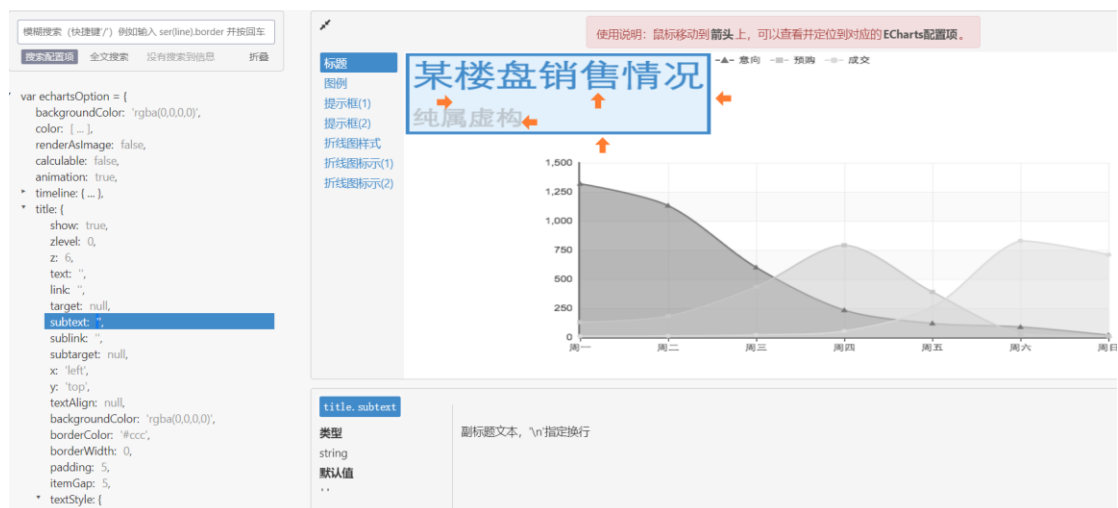 模糊搜索（快捷键'/'）例如输入 ser(line).border 并按回车
搜索配置项 全文搜索 没有搜索到信息 折叠
var echartsOption = {
backgroundColor: 'rgba(0,0,0,0)',
color: [ ... ],
renderAsImage: false,
calculable: false,
animation: true,
timeline: { ... },
title: {
show: true,
zlevel: 0,
z: 6,
text: '',
link: '',
target: null,
subtext: '',
sublink: '',
subtarget: null,
x: 'left',
y: 'top',
textAlign: null,
backgroundColor: 'rgba(0,0,0,0)',
borderColor: '#ccc',
borderWidth: 0,
padding: 5,
itemGap: 5,
textStyle: {
使用说明：鼠标移动到箭头上，可以查看并定位到对应的 ECharts配置项。
标题
图例
提示框(1)
提示框(2)
折线图样式
折线图标示(1)
折线图标示(2)
某楼盘销售情况
纯属虚构
意向 预购 成交
1,500
1,250
1,000
750
500
250
0
周一 周二 周三 周四 周五 周六 周日
title.subtext
类型
string
默认值
''
副标题文本，'\n'指定换行